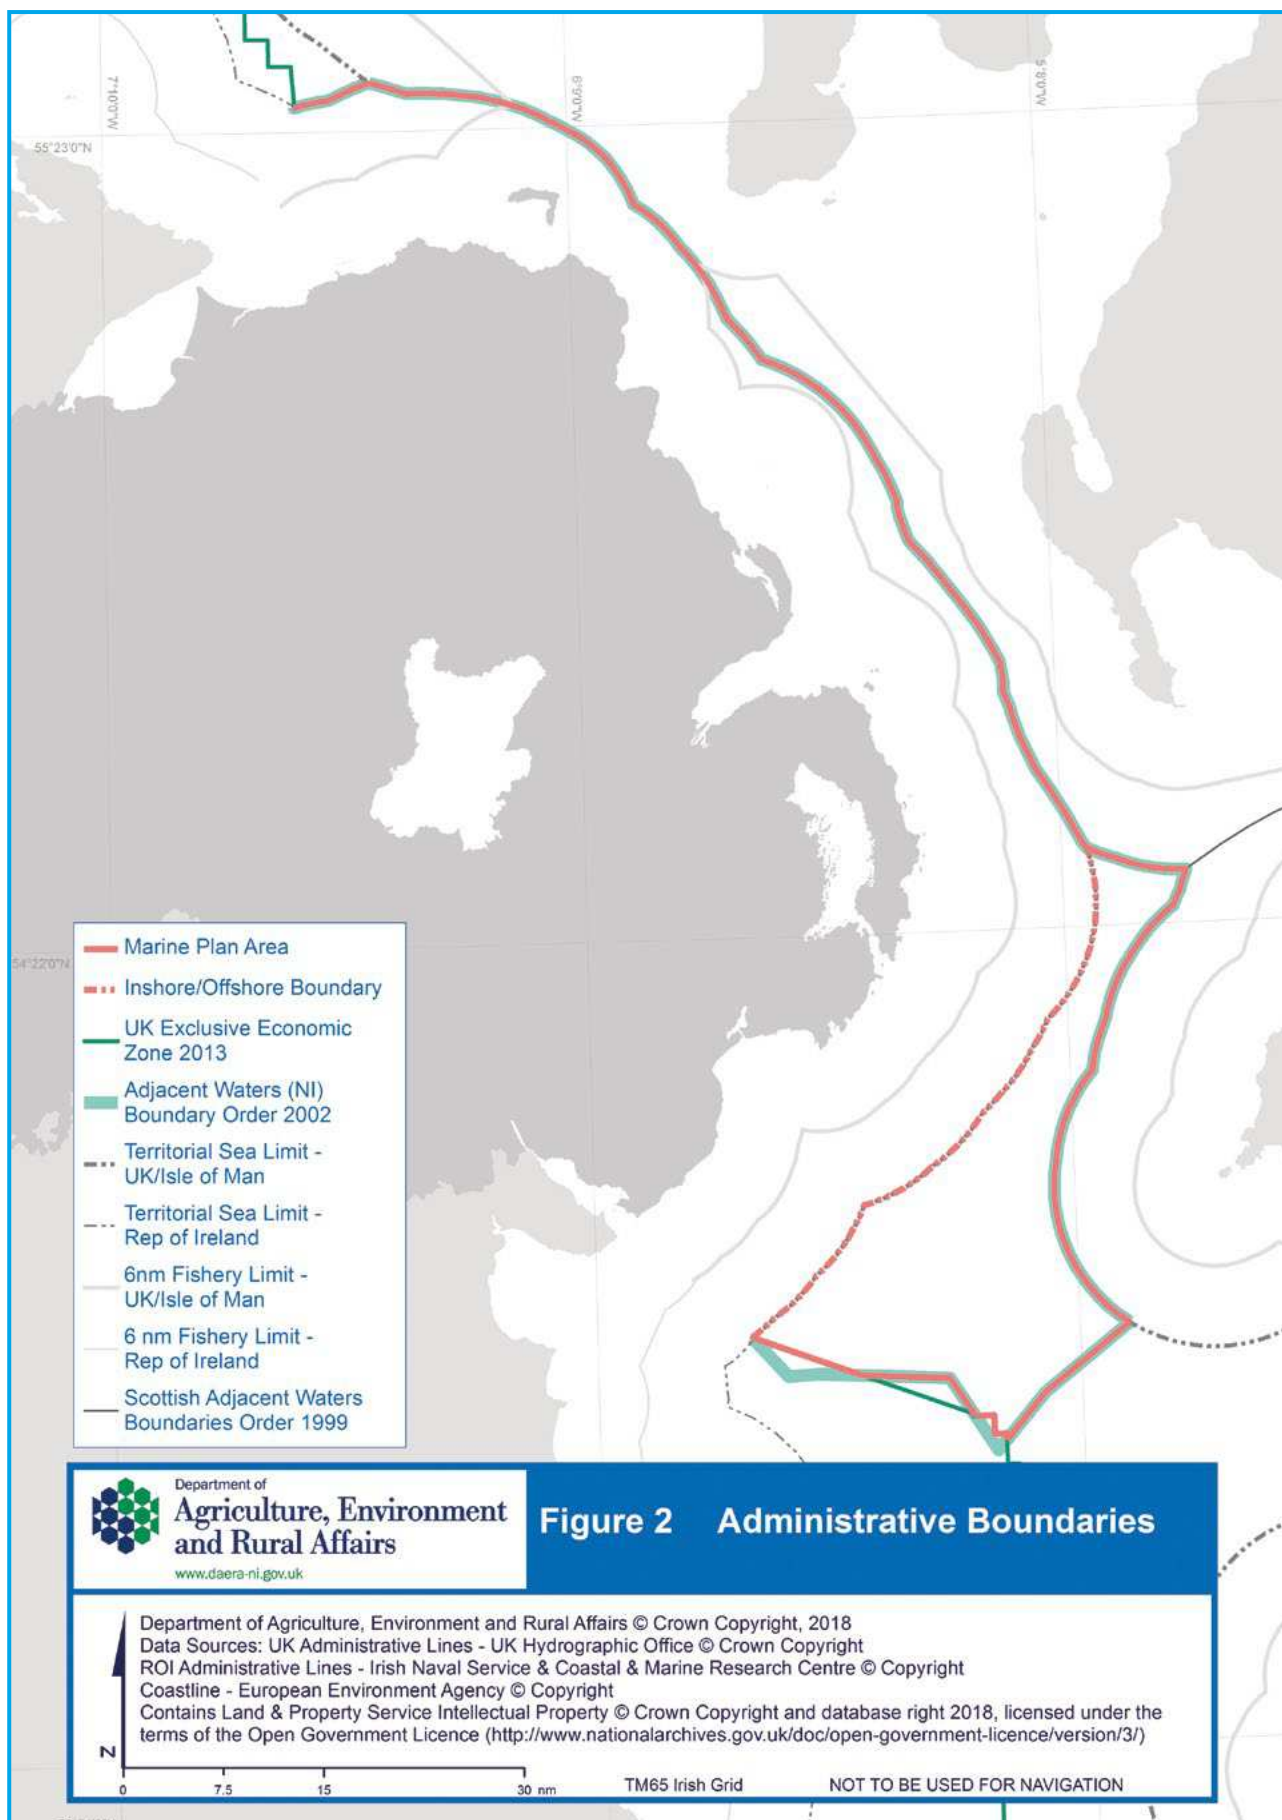 7°10'0"W
6°9'0"W
5°8'0"W
55°23'0"N
54°22'0"N
Marine Plan Area
Inshore/Offshore Boundary
UK Exclusive Economic
Zone 2013
Adjacent Waters (NI)
Boundary Order 2002
Territorial Sea Limit -
UK/Isle of Man
Territorial Sea Limit -
Rep of Ireland
6nm Fishery Limit -
UK/Isle of Man
6 nm Fishery Limit -
Rep of Ireland
Scottish Adjacent Waters
Boundaries Order 1999
Department of
Agriculture, Environment
and Rural Affairs
www.daera-ni.gov.uk
Figure 2 Administrative Boundaries
Department of Agriculture, Environment and Rural Affairs © Crown Copyright, 2018
Data Sources: UK Administrative Lines - UK Hydrographic Office © Crown Copyright
ROI Administrative Lines - Irish Naval Service & Coastal & Marine Research Centre © Copyright
Coastline - European Environment Agency © Copyright
Contains Land & Property Service Intellectual Property © Crown Copyright and database right 2018, licensed under the
terms of the Open Government Licence (http://www.nationalarchives.gov.uk/doc/open-government-licence/version/3/)
N
0 7.5 15 30 nm
TM65 Irish Grid NOT TO BE USED FOR NAVIGATION